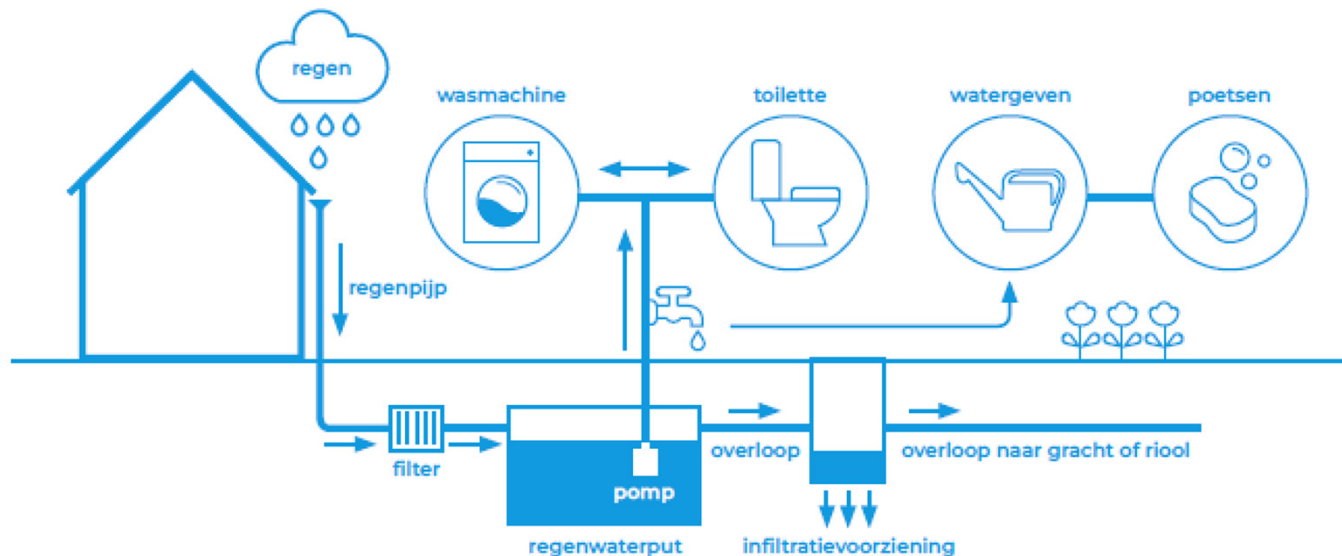 regen
wasmachine
toilette
watergeven
poetsen
regenpijp
filter
pomp
overloop
overloop naar gracht of riool
regenwaterput
infiltratievoorziening